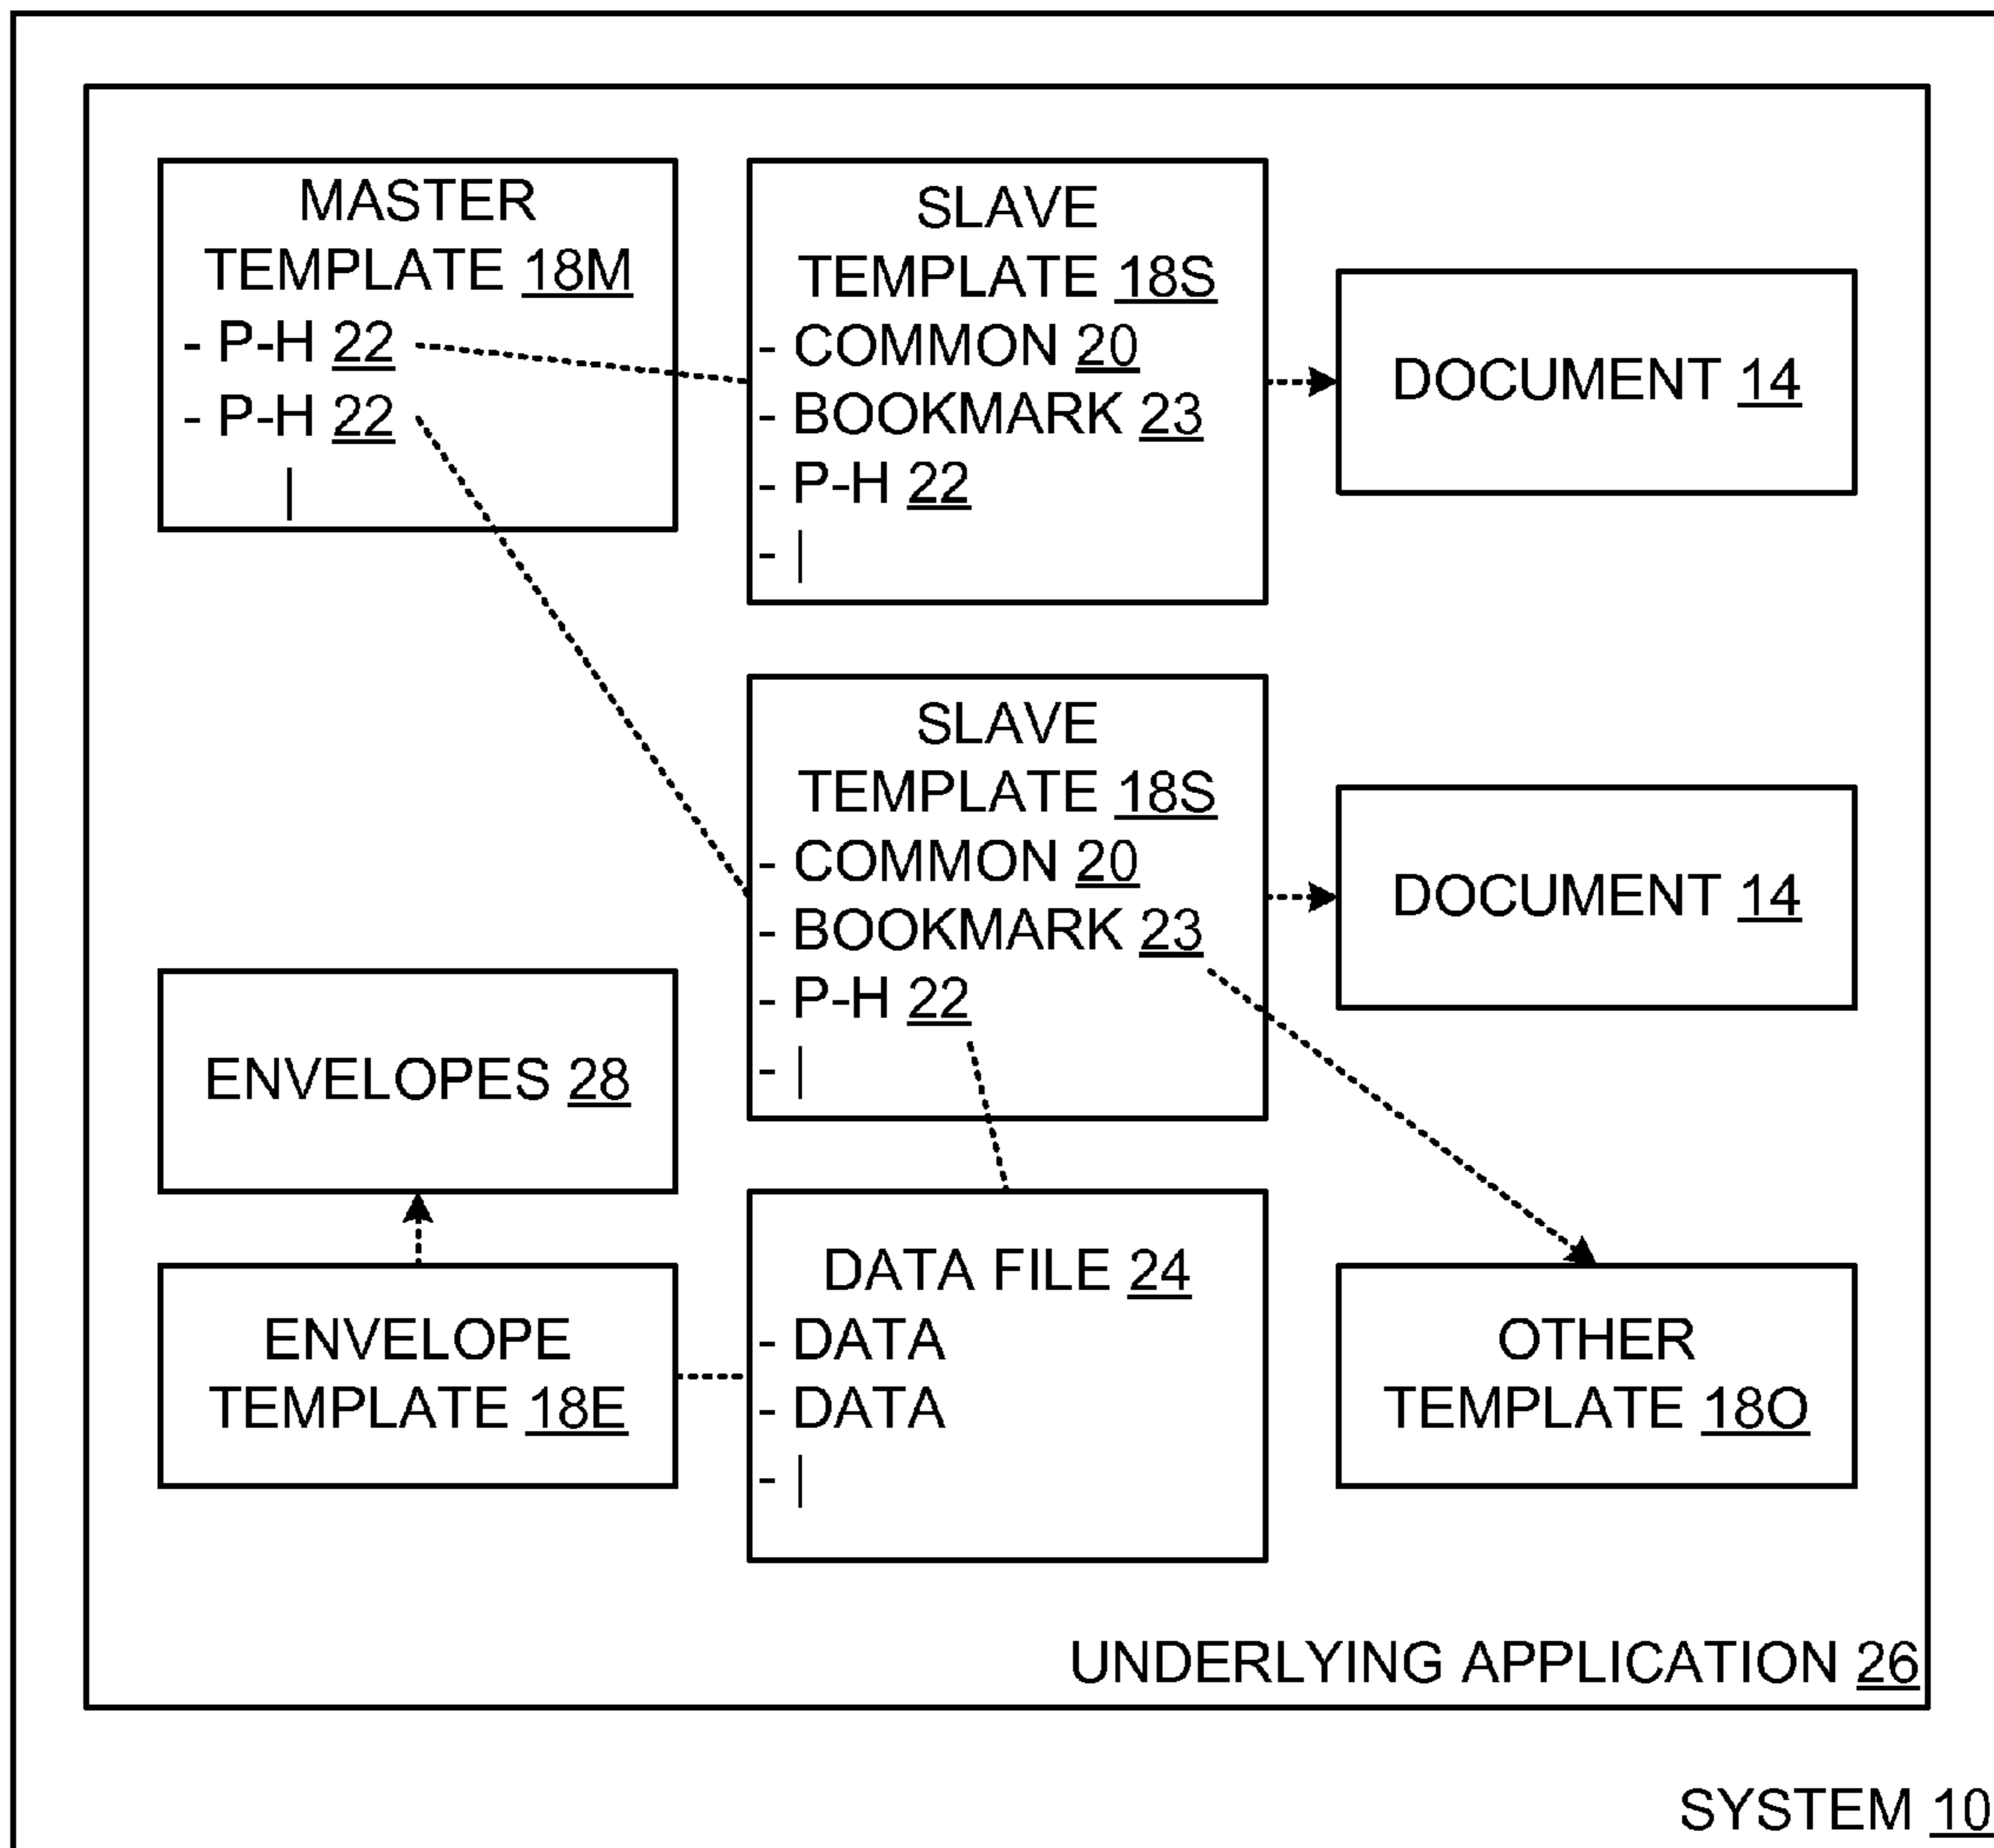 MASTER
TEMPLATE 18M
- P-H 22
- P-H 22
|
SLAVE
TEMPLATE 18S
- COMMON 20
- BOOKMARK 23
- P-H 22
- |
DOCUMENT 14
SLAVE
TEMPLATE 18S
- COMMON 20
- BOOKMARK 23
- P-H 22
- |
DOCUMENT 14
ENVELOPES 28
ENVELOPE
TEMPLATE 18E
DATA FILE 24
- DATA
- DATA
- |
OTHER
TEMPLATE 18O
UNDERLYING APPLICATION 26
SYSTEM 10